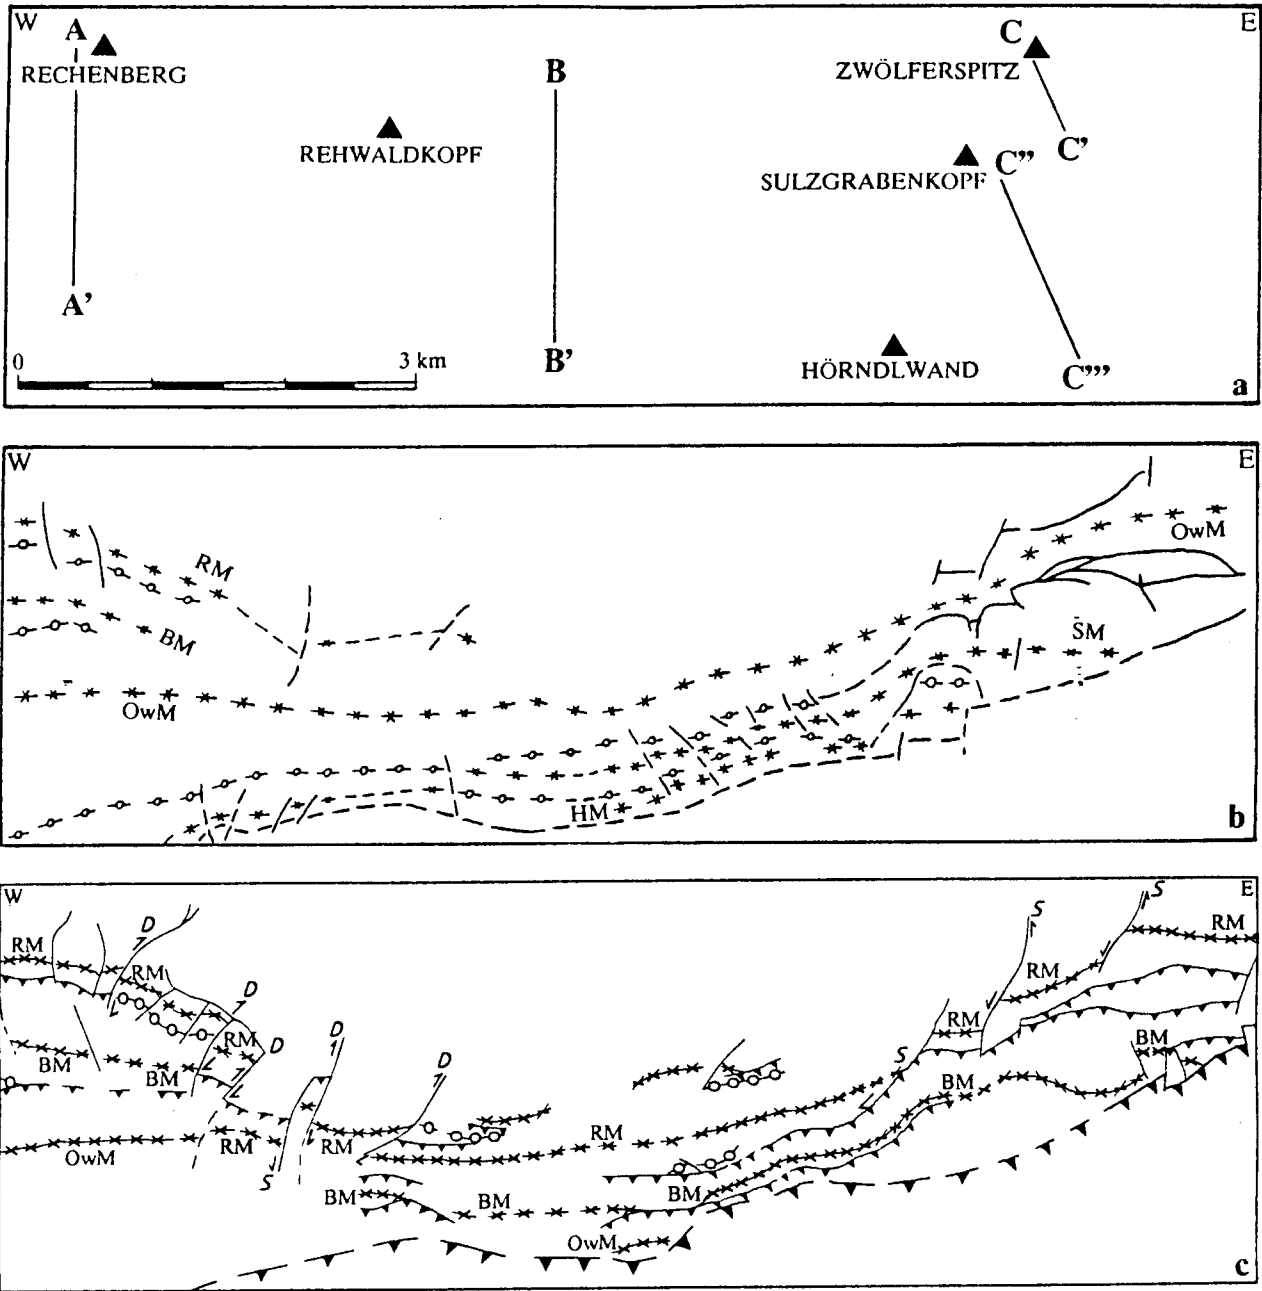 W E
A C
RECHENBERG ZWÖLFERSPITZ
B
REHWALDKOPF C' C''
SULZGRABENKOPF
A'
0 3 km B' HÖRNDLWAND C''' a
W E
OwM
RM
BM S̄M
OwM
HM b
W E
D S S
RM RM
RM D RM
RM D D RM
BM BM D D S BM
BM
RM RM RM
OwM S
BM BM BM
OwM c